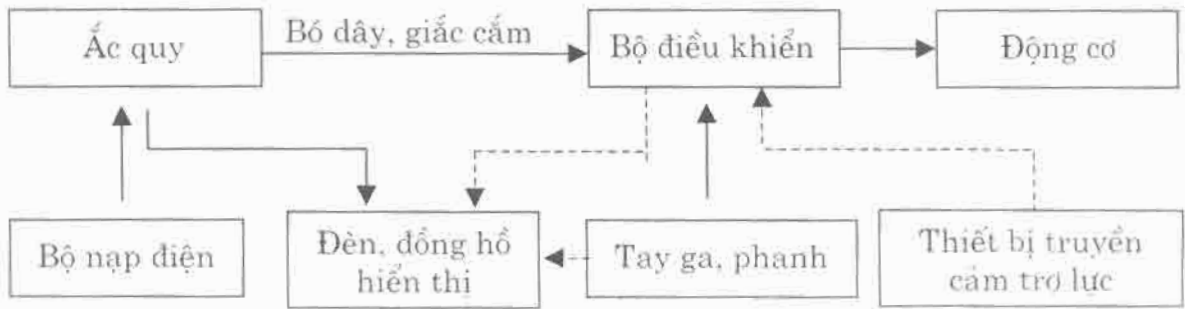 Ắc quy
Bó dây, giắc cắm
Bộ điều khiển
Động cơ
Bộ nạp điện
Đèn, đồng hồ
hiển thị
Tay ga, phanh
Thiết bị truyền
cảm trợ lực